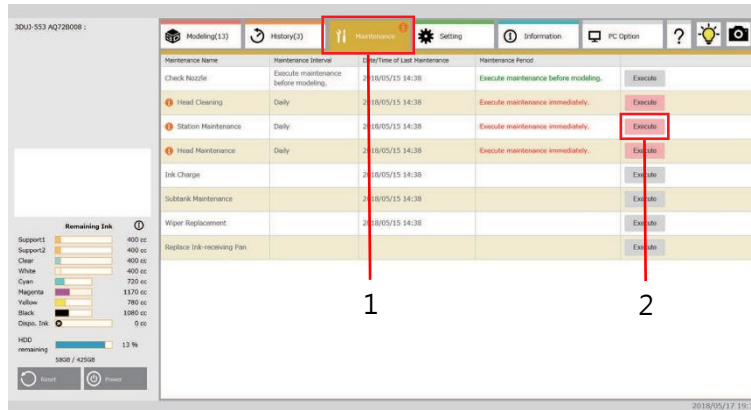 3DUJ-553 AQ72B008 :
Modeling(13)
History(3)
Maintenance
Setting
Information
PC Option
?
Maintenance Name Maintenance Interval Date/Time of Last Maintenance Maintenance Period
Check Nozzle Execute maintenance before modeling. 2018/05/15 14:38 Execute maintenance before modeling. Execute
Head Cleaning Daily 2018/05/15 14:38 Execute maintenance immediately. Execute
Station Maintenance Daily 2018/05/15 14:38 Execute maintenance immediately. Execute
Head Maintenance Daily 2018/05/15 14:38 Execute maintenance immediately. Execute
Ink Charge 2018/05/15 14:38 Execute
Subtank Maintenance 2018/05/15 14:38 Execute
Wiper Replacement 2018/05/15 14:38 Execute
Replace Ink-receiving Pan Execute
Remaining Ink
Support1 400 cc
Support2 400 cc
Clear 400 cc
White 400 cc
Cyan 720 cc
Magenta 1170 cc
Yellow 780 cc
Black 1080 cc
Dispo. Ink 0 cc
HDD remaining 13 %
58GB / 425GB
Reset
Power
1
2
2018/05/17 19: